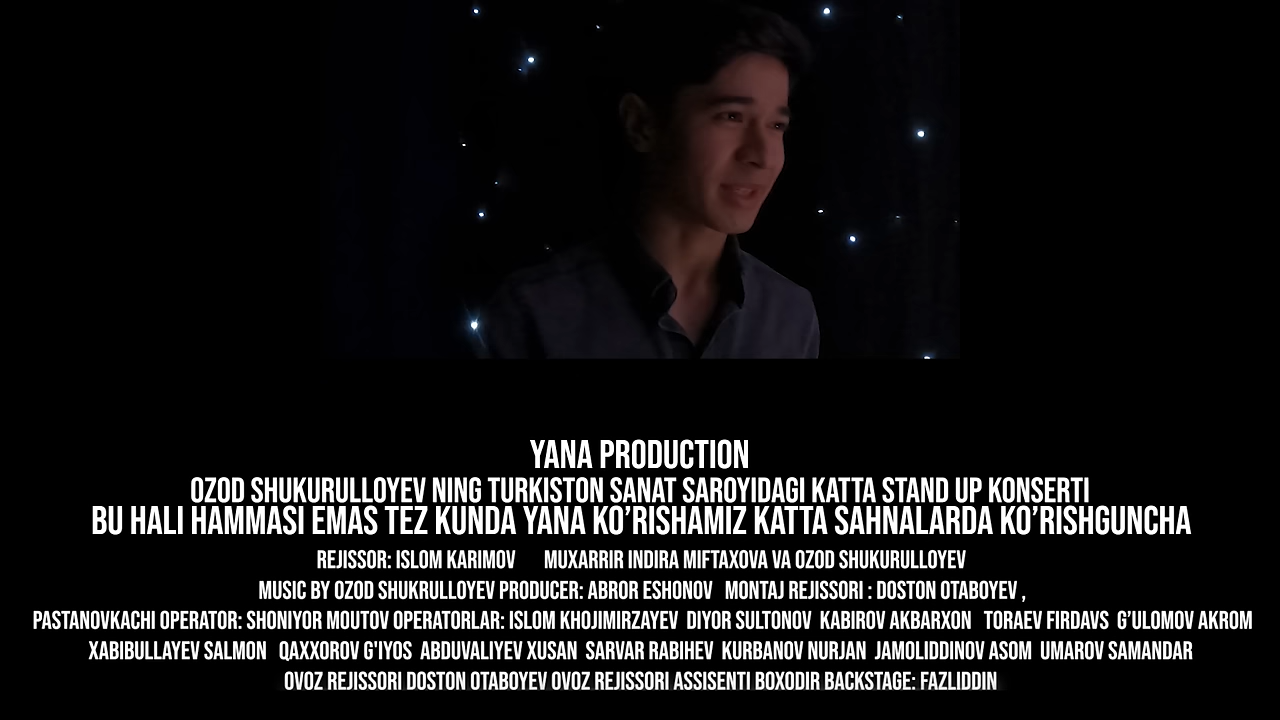 YANA PRODUCTION
OZOD SHUKURULLOYEV NING TURKISTON SANAT SAROYIDAGI KATTA STAND UP KONSERTI
BU HALI HAMMASI EMAS TEZ KUNDA YANA KO’RISHAMIZ KATTA SAHNALARDA KO’RISHGUNCHA
REJISSOR: ISLOM KARIMOV MUXARRIR INDIRA MIFTAXOVA VA OZOD SHUKURULLOYEV
MUSIC BY OZOD SHUKRULLOYEV PRODUCER: ABROR ESHONOV MONTAJ REJISSORI : DOSTON OTABOYEV ,
PASTANOVKACHI OPERATOR: SHONIYOR MOUTOV OPERATORLAR: ISLOM KHOJIMIRZAYEV DIYOR SULTONOV KABIROV AKBARXON TORAEV FIRDAVS G’ULOMOV AKROM
XABIBULLAYEV SALMON QAXXOROV G'IYOS ABDUVALIYEV XUSAN SARVAR RABIHEV KURBANOV NURJAN JAMOLIDDINOV ASOM UMAROV SAMANDAR
OVOZ REJISSORI DOSTON OTABOYEV OVOZ REJISSORI ASSISENTI BOXODIR BACKSTAGE: FAZLIDDIN